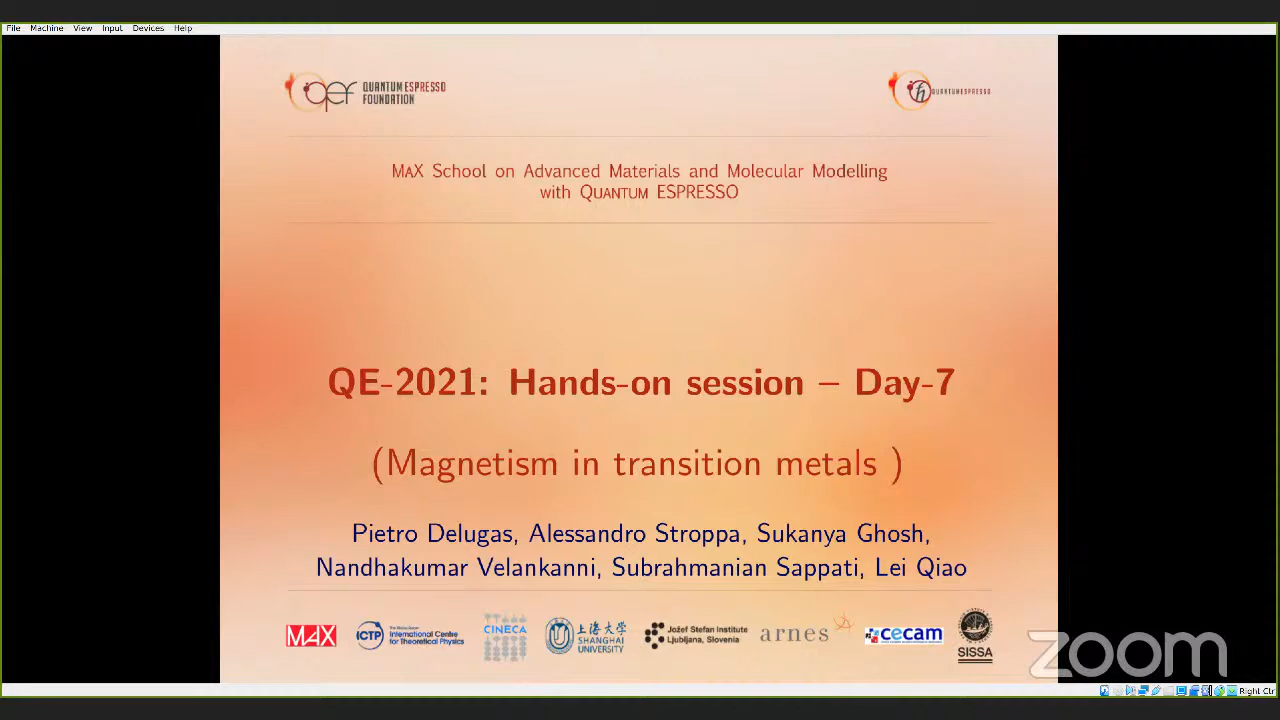 File Machine View Input Devices Help
qef QUANTUM ESPRESSO
FOUNDATION
QUANTUMESPRESSO
MAX School on Advanced Materials and Molecular Modelling
with QUANTUM ESPRESSO
QE-2021: Hands-on session – Day-7
(Magnetism in transition metals )
Pietro Delugas, Alessandro Stroppa, Sukanya Ghosh,
Nandhakumar Velankanni, Subrahmanian Sappati, Lei Qiao
MAX
ICTP
International Centre
for Theoretical Physics
CINECA
上海大学
SHANGHAI
UNIVERSITY
Jožef Stefan Institute
Ljubljana, Slovenia
arnes
cecam
SISSA
zoom
Right Ctr